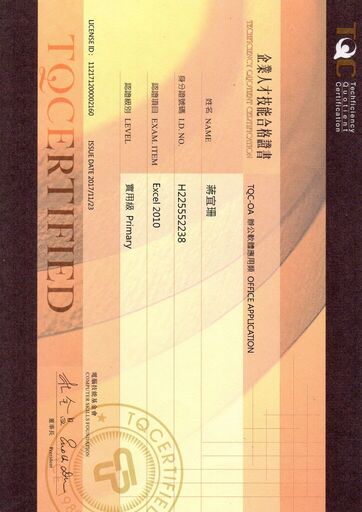 TQC Techficiency
Quotient
Certification
企業人才技能合格證書
TECHFICIENCY QUOTIENT CERTIFICATION
TQC-OA 辦公軟體應用類 OFFICE APPLICATION
姓名 NAME 蔣宜珊
身分證號碼 I.D. NO. H225552238
認證項目 EXAM. ITEM Excel 2010
認證級別 LEVEL 實用級 Primary
TQCERTIFIED
LICENSE ID： 112171200002160 ISSUE DATE 2017/11/23
電腦技能基金會
COMPUTER SKILLS FOUNDATION
董事長 President
TQCERTIFIED